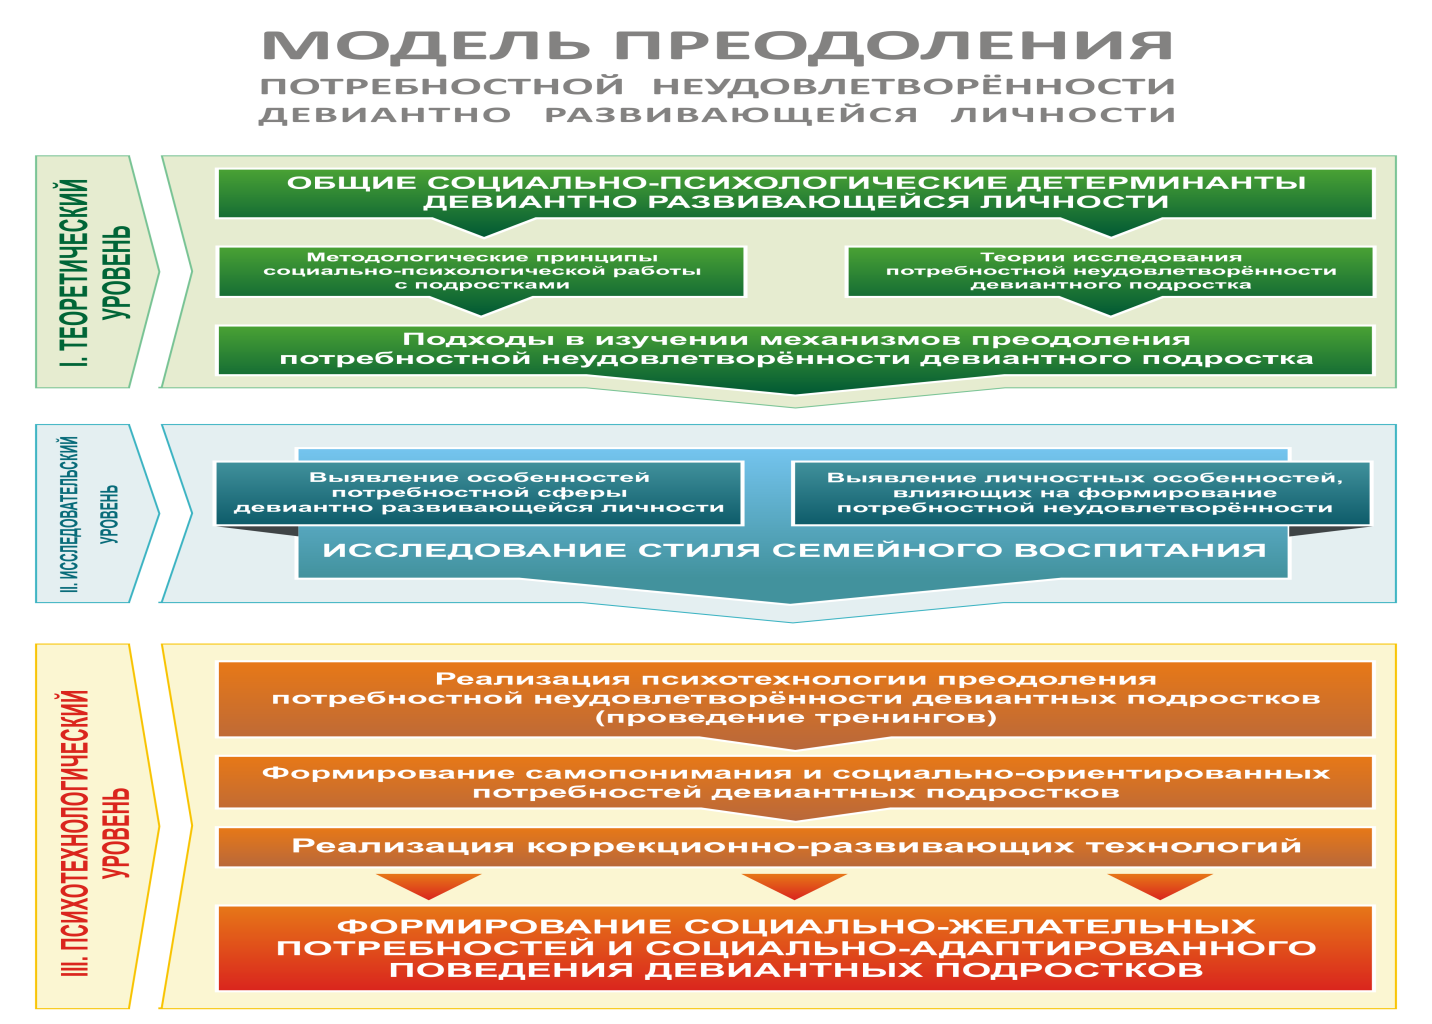 МОДЕЛЬ ПРЕОДОЛЕНИЯ
ПОТРЕБНОСТНОЙ НЕУДОВЛЕТВОРЁННОСТИ
ДЕВИАНТНО РАЗВИВАЮЩЕЙСЯ ЛИЧНОСТИ
I. ТЕОРЕТИЧЕСКИЙ
УРОВЕНЬ
ОБЩИЕ СОЦИАЛЬНО-ПСИХОЛОГИЧЕСКИЕ ДЕТЕРМИНАНТЫ
ДЕВИАНТНО РАЗВИВАЮЩЕЙСЯ ЛИЧНОСТИ
Методологические принципы
социально-психологической работы
с подростками
Теории исследования
потребностной неудовлетворённости
девиантного подростка
Подходы в изучении механизмов преодоления
потребностной неудовлетворённости девиантного подростка
II. ИССЛЕДОВАТЕЛЬСКИЙ
УРОВЕНЬ
Выявление особенностей
потребностной сферы
девиантно развивающейся личности
Выявление личностных особенностей,
влияющих на формирование
потребностной неудовлетворённости
ИССЛЕДОВАНИЕ СТИЛЯ СЕМЕЙНОГО ВОСПИТАНИЯ
III. ПСИХОТЕХНОЛОГИЧЕСКИЙ
УРОВЕНЬ
Реализация психотехнологии преодоления
потребностной неудовлетворённости девиантных подростков
(проведение тренингов)
Формирование самопонимания и социально-ориентированных
потребностей девиантных подростков
Реализация коррекционно-развивающих технологий
ФОРМИРОВАНИЕ СОЦИАЛЬНО-ЖЕЛАТЕЛЬНЫХ
ПОТРЕБНОСТЕЙ И СОЦИАЛЬНО-АДАПТИРОВАННОГО
ПОВЕДЕНИЯ ДЕВИАНТНЫХ ПОДРОСТКОВ